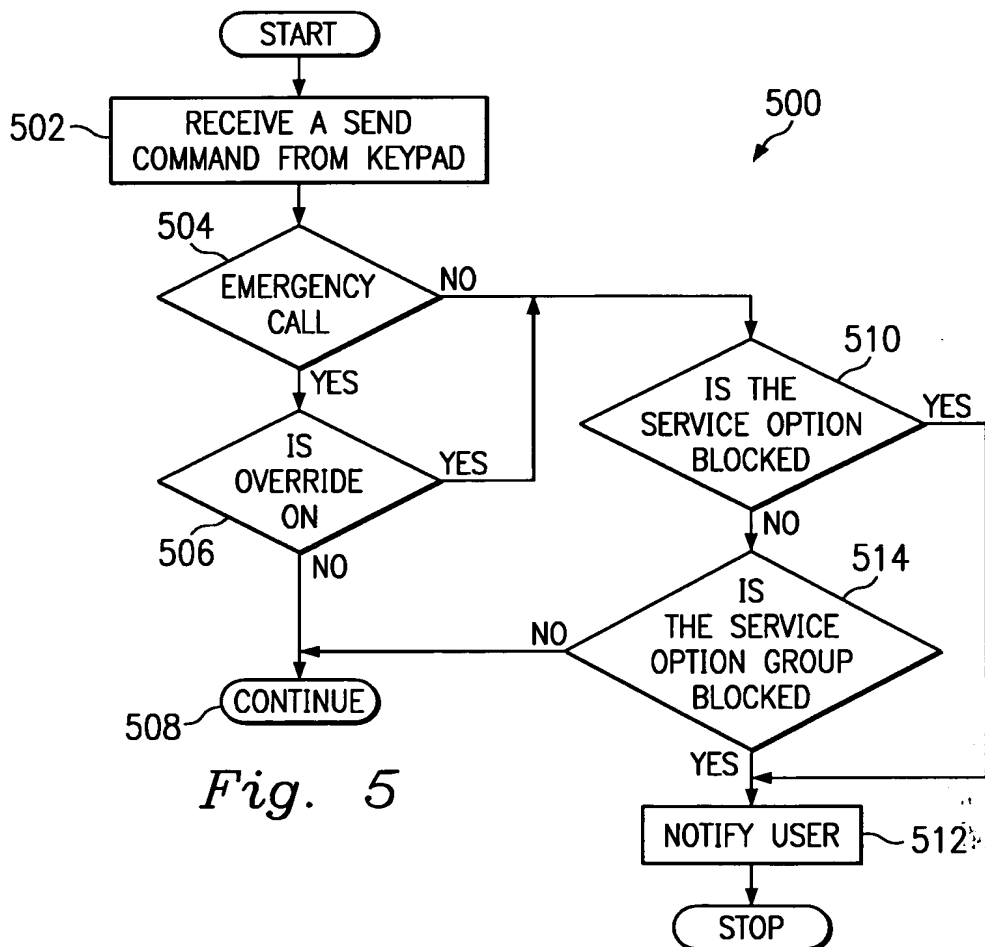 START
502
RECEIVE A SEND
COMMAND FROM KEYPAD
500
504
EMERGENCY
CALL
NO
YES
510
IS THE
SERVICE OPTION
BLOCKED
YES
IS
OVERRIDE
ON
YES
506
NO
NO
514
IS
THE SERVICE
OPTION GROUP
BLOCKED
NO
CONTINUE
508
YES
Fig. 5
NOTIFY USER
512
STOP